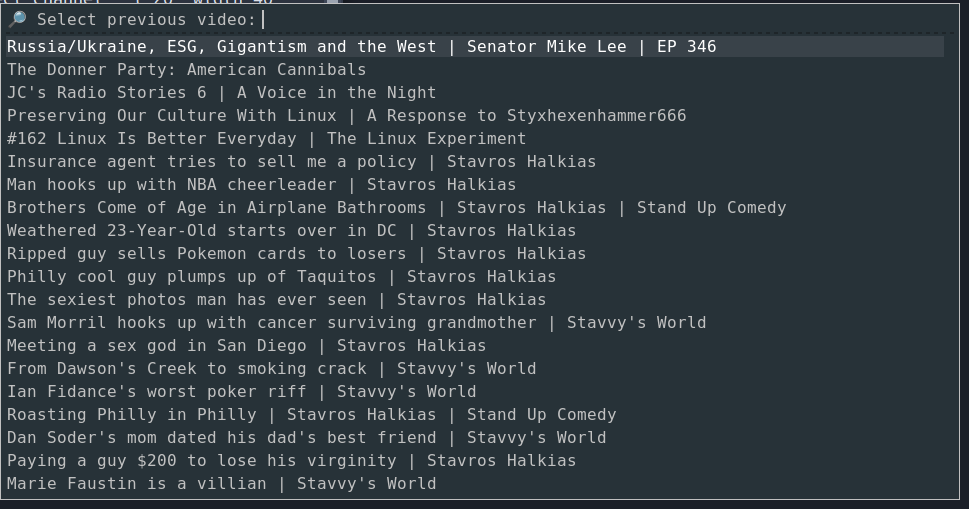 Select previous video:
Russia/Ukraine, ESG, Gigantism and the West | Senator Mike Lee | EP 346
The Donner Party: American Cannibals
JC's Radio Stories 6 | A Voice in the Night
Preserving Our Culture With Linux | A Response to Styxhexenhammer666
#162 Linux Is Better Everyday | The Linux Experiment
Insurance agent tries to sell me a policy | Stavros Halkias
Man hooks up with NBA cheerleader | Stavros Halkias
Brothers Come of Age in Airplane Bathrooms | Stavros Halkias | Stand Up Comedy
Weathered 23-Year-Old starts over in DC | Stavros Halkias
Ripped guy sells Pokemon cards to losers | Stavros Halkias
Philly cool guy plumps up of Taquitos | Stavros Halkias
The sexiest photos man has ever seen | Stavros Halkias
Sam Morril hooks up with cancer surviving grandmother | Stavvy's World
Meeting a sex god in San Diego | Stavros Halkias
From Dawson's Creek to smoking crack | Stavvy's World
Ian Fidance's worst poker riff | Stavvy's World
Roasting Philly in Philly | Stavros Halkias | Stand Up Comedy
Dan Soder's mom dated his dad's best friend | Stavvy's World
Paying a guy $200 to lose his virginity | Stavros Halkias
Marie Faustin is a villian | Stavvy's World